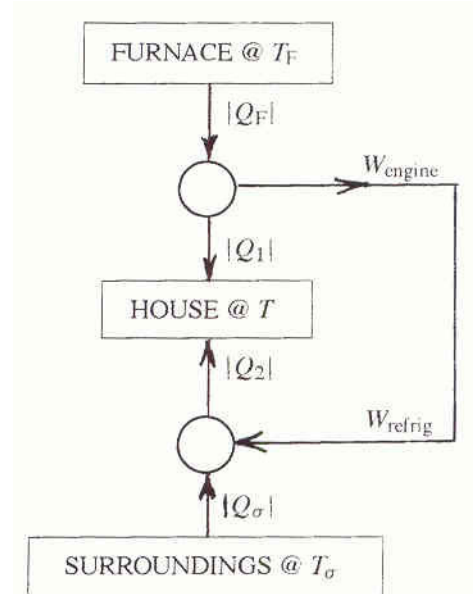 FURNACE @ T_F
|Q_F|
W_engine
|Q_1|
HOUSE @ T
|Q_2|
W_refrig
|Q_σ|
SURROUNDINGS @ T_σ